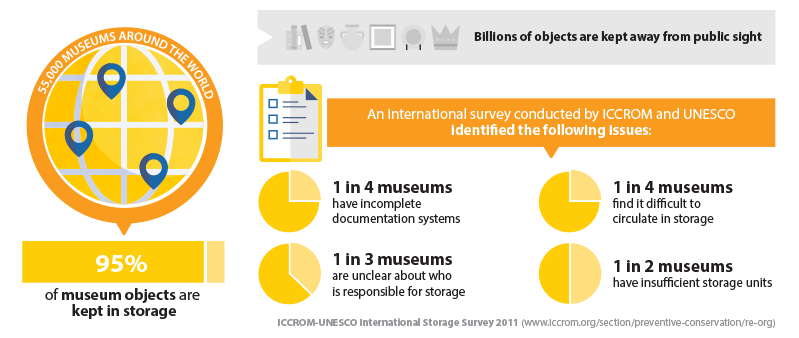 55,000 MUSEUMS AROUND THE WORLD
95%
of museum objects are
kept in storage
Billions of objects are kept away from public sight
An international survey conducted by ICCROM and UNESCO
identified the following issues:
1 in 4 museums
have incomplete
documentation systems
1 in 4 museums
find it difficult to
circulate in storage
1 in 3 museums
are unclear about who
is responsible for storage
1 in 2 museums
have insufficient storage units
ICCROM-UNESCO International Storage Survey 2011 (www.iccrom.org/section/preventive-conservation/re-org)